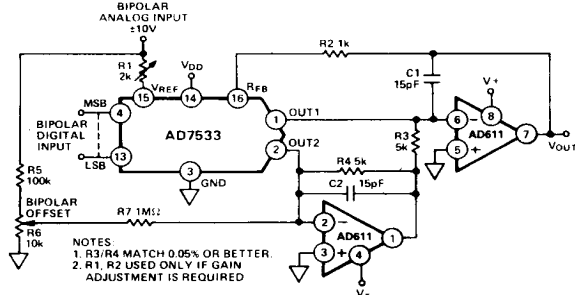 BIPOLAR
ANALOG INPUT
±10V
R1
2k
VDD
R2 1k
C1
15pF
VREF
RFB
15
14
16
V+
MSB
4
OUT1
1
6
−
8
BIPOLAR
DIGITAL
INPUT
AD7533
OUT2
2
R3
5k
AD611
7
VOUT
5
+
LSB
13
3
GND
R4 5k
C2
15pF
R5
100k
BIPOLAR
OFFSET
R7 1MΩ
2
−
AD611
1
R6
10k
3
+
4
NOTES:
1. R3/R4 MATCH 0.05% OR BETTER.
2. R1, R2 USED ONLY IF GAIN
ADJUSTMENT IS REQUIRED